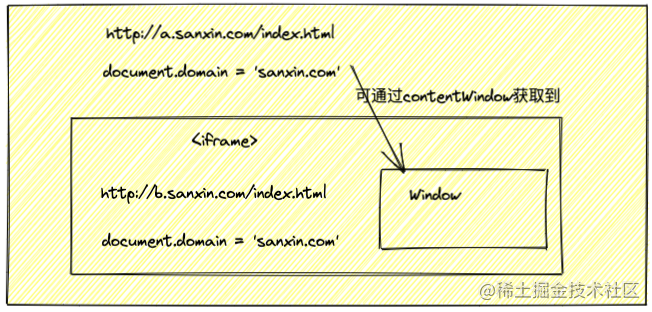 http://a.sanxin.com/index.html
document.domain = 'sanxin.com'
可通过contentWindow获取到
<iframe>
http://b.sanxin.com/index.html
Window
document.domain = 'sanxin.com'
@稀土掘金技术社区